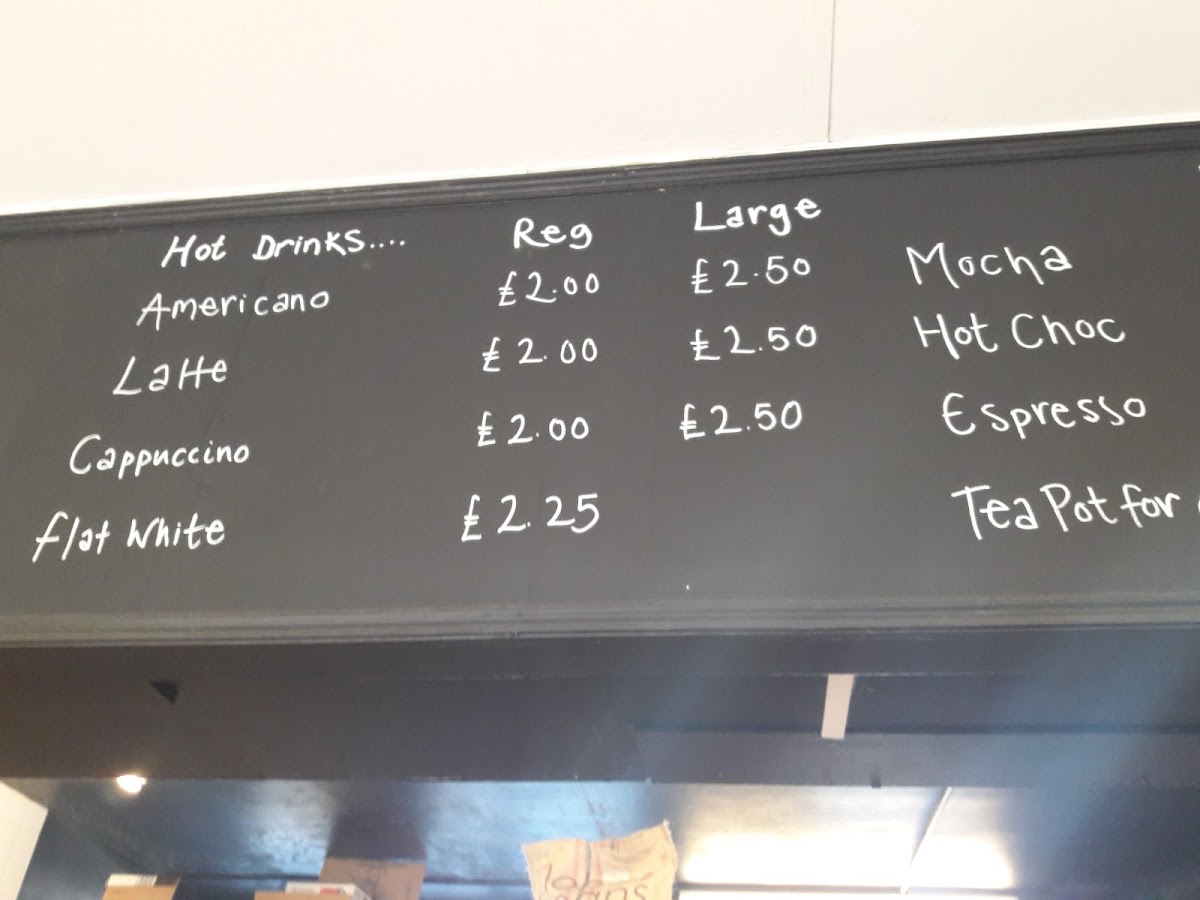 Hot Drinks.... Reg Large
Americano £2.00 £2.50 Mocha
Latte £2.00 £2.50 Hot Choc
Cappuccino £2.00 £2.50 Espresso
flat White £2.25 Tea Pot for